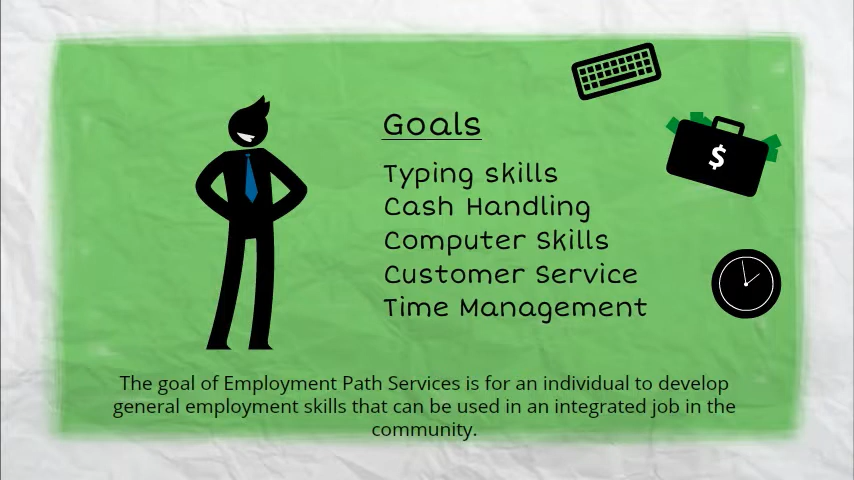 Goals
Typing skills
Cash Handling
Computer Skills
Customer Service
Time Management
$
The goal of Employment Path Services is for an individual to develop
general employment skills that can be used in an integrated job in the
community.